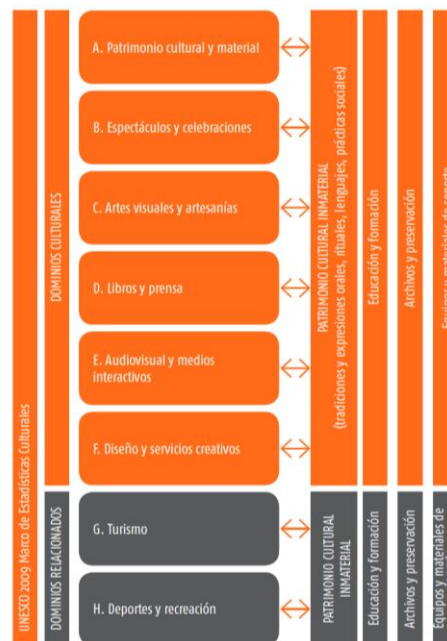 UNESCO 2009 Marco de Estadísticas Culturales
DOMINIOS CULTURALES
A. Patrimonio cultural y material
B. Espectáculos y celebraciones
C. Artes visuales y artesanías
D. Libros y prensa
E. Audiovisual y medios
interactivos
F. Diseño y servicios creativos
PATRIMONIO CULTURAL INMATERIAL
(tradiciones y expresiones orales, rituales, lenguajes, prácticas sociales)
Educación y formación
Archivos y preservación
DOMINIOS RELACIONADOS
G. Turismo
H. Deportes y recreación
PATRIMONIO CULTURAL
INMATERIAL
Educación y formación
Archivos y preservación
Equipos y materiales de